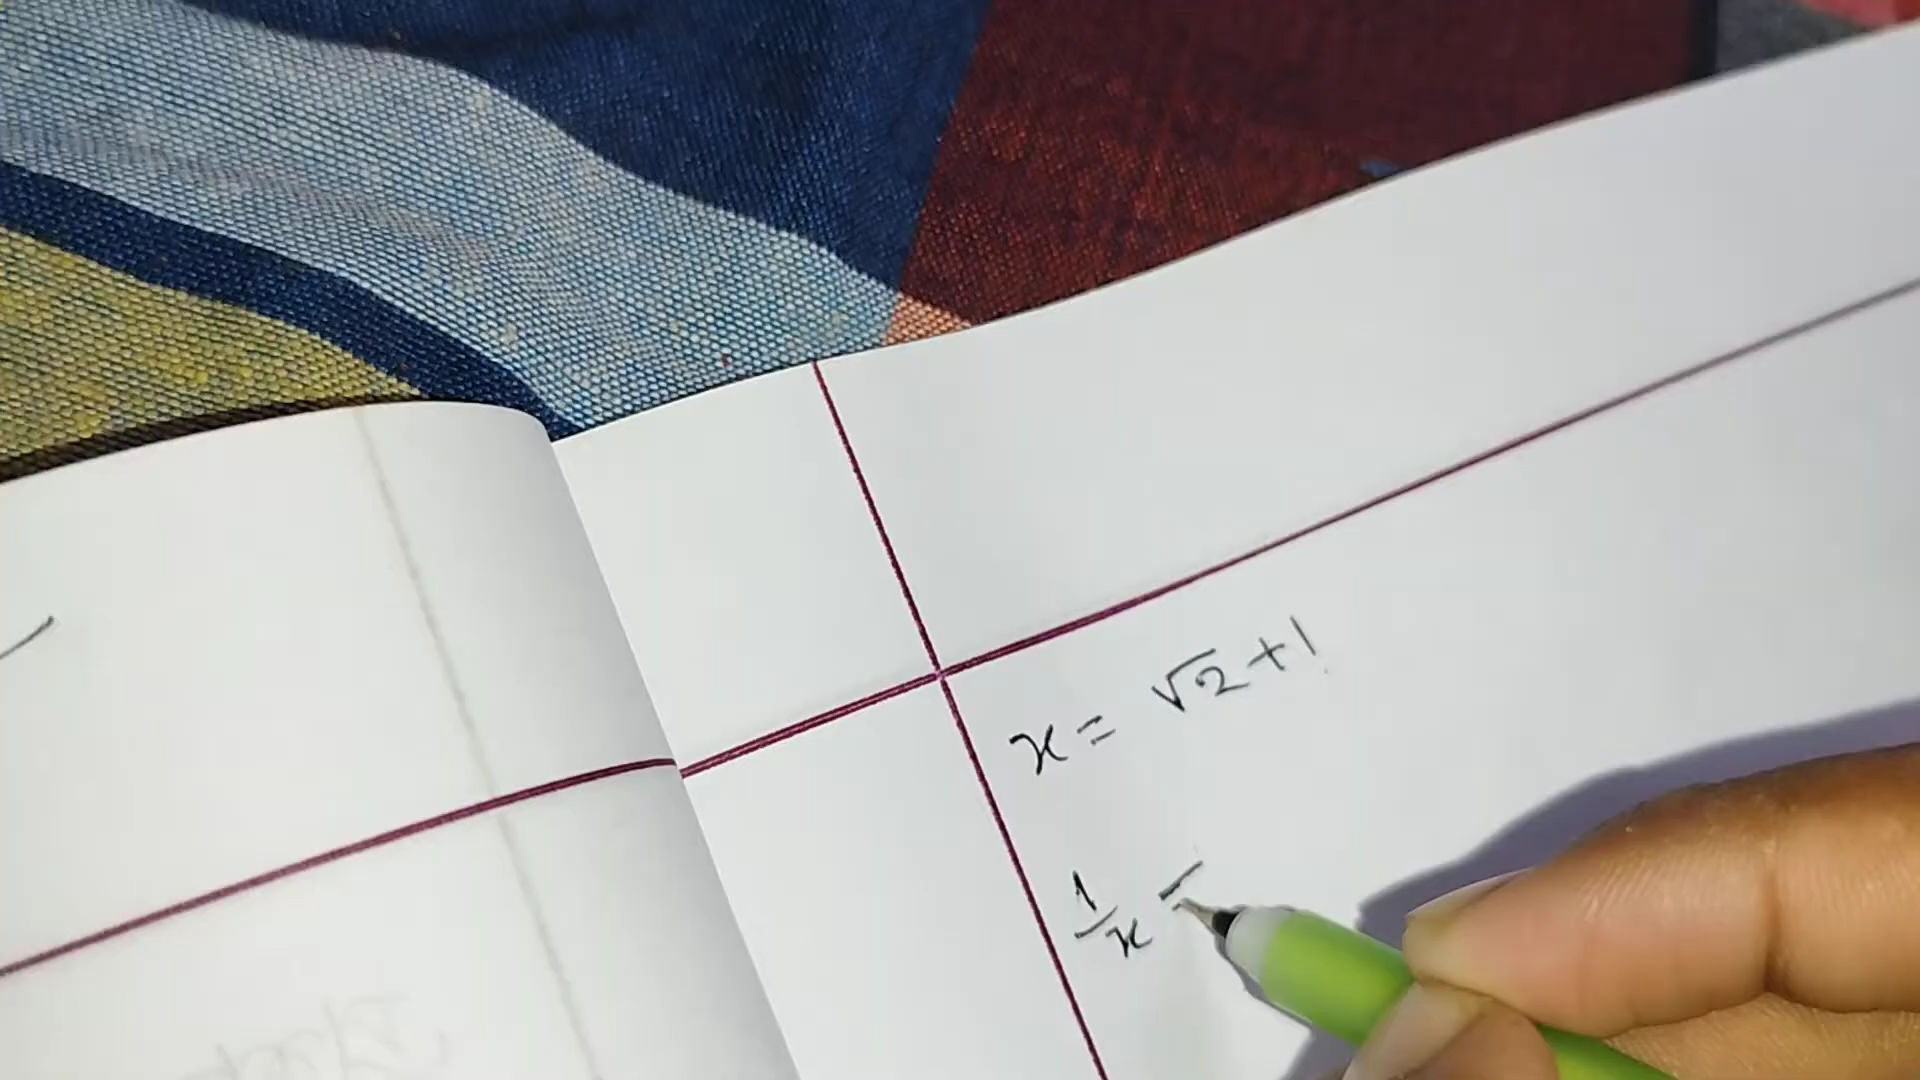 x = √2 + 1
1/x =